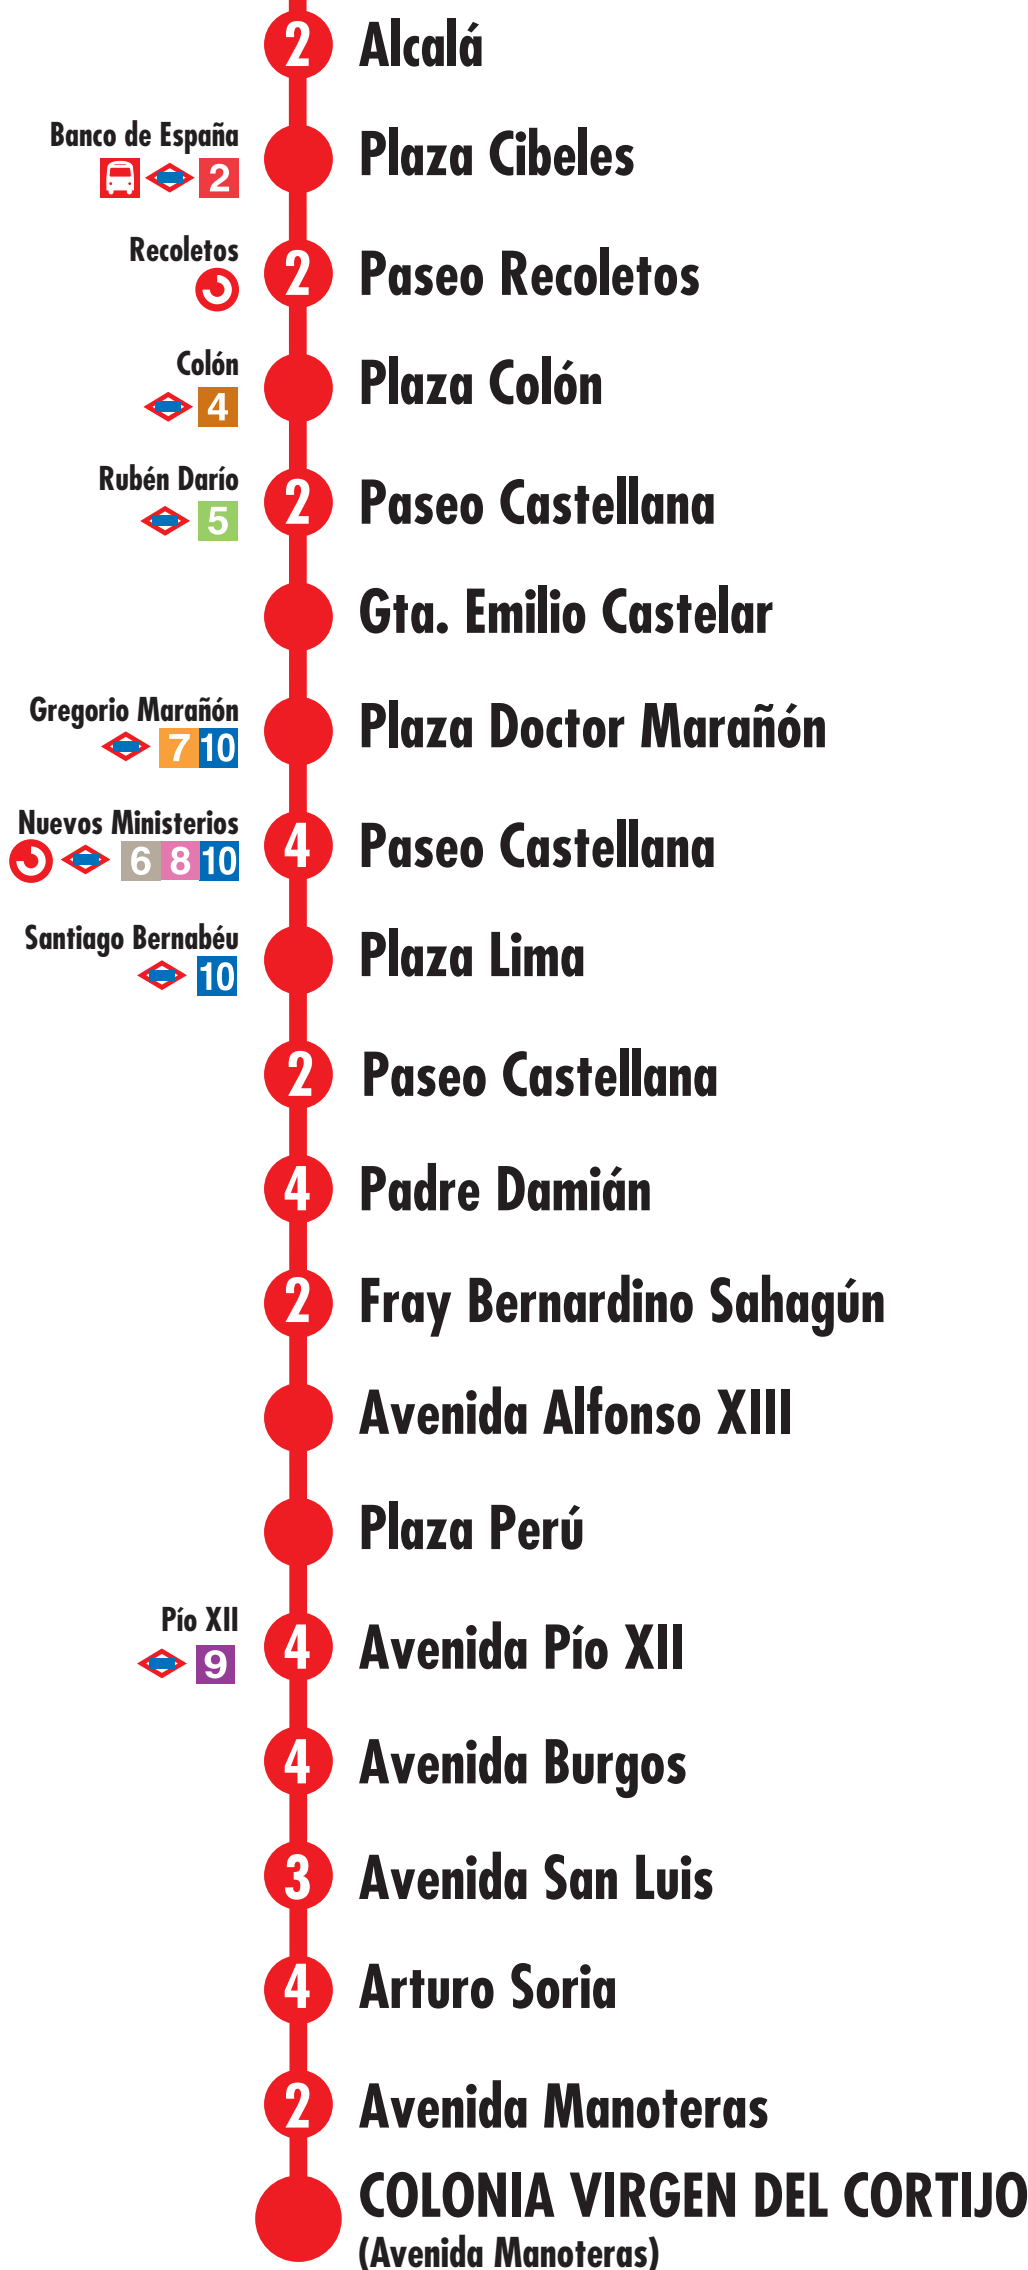 2 Alcalá
Banco de España
2
Plaza Cibeles
Recoletos
2 Paseo Recoletos
Colón
4
Plaza Colón
Rubén Darío
5
2 Paseo Castellana
Gta. Emilio Castelar
Gregorio Marañón
7 10
Plaza Doctor Marañón
Nuevos Ministerios
6 8 10
4 Paseo Castellana
Santiago Bernabéu
10
Plaza Lima
2 Paseo Castellana
4 Padre Damián
2 Fray Bernardino Sahagún
Avenida Alfonso XIII
Plaza Perú
Pío XII
9
4 Avenida Pío XII
4 Avenida Burgos
3 Avenida San Luis
4 Arturo Soria
2 Avenida Manoteras
COLONIA VIRGEN DEL CORTIJO
(Avenida Manoteras)